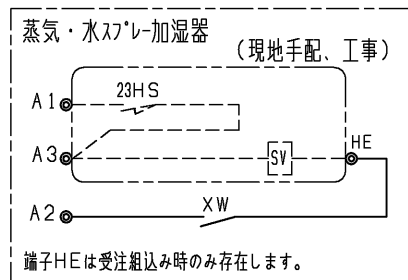 蒸気・水スプレー加湿器
(現地手配、工事)
23HS
A1
A3
SV
HE
A2
XW
端子HEは受注組込み時のみ存在します。